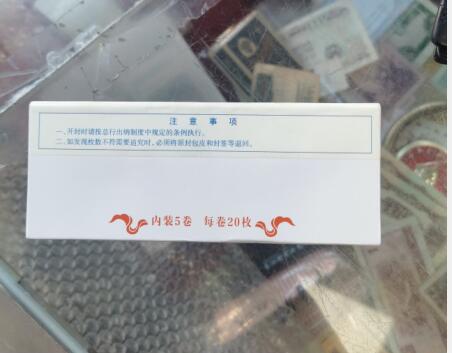 注意事项
一、开封时请按总行出纳制度中规定的条例执行。
二、如发现枚数不符需要追究时，必须将原封包皮和封签等退回。
内装5卷 每卷20枚